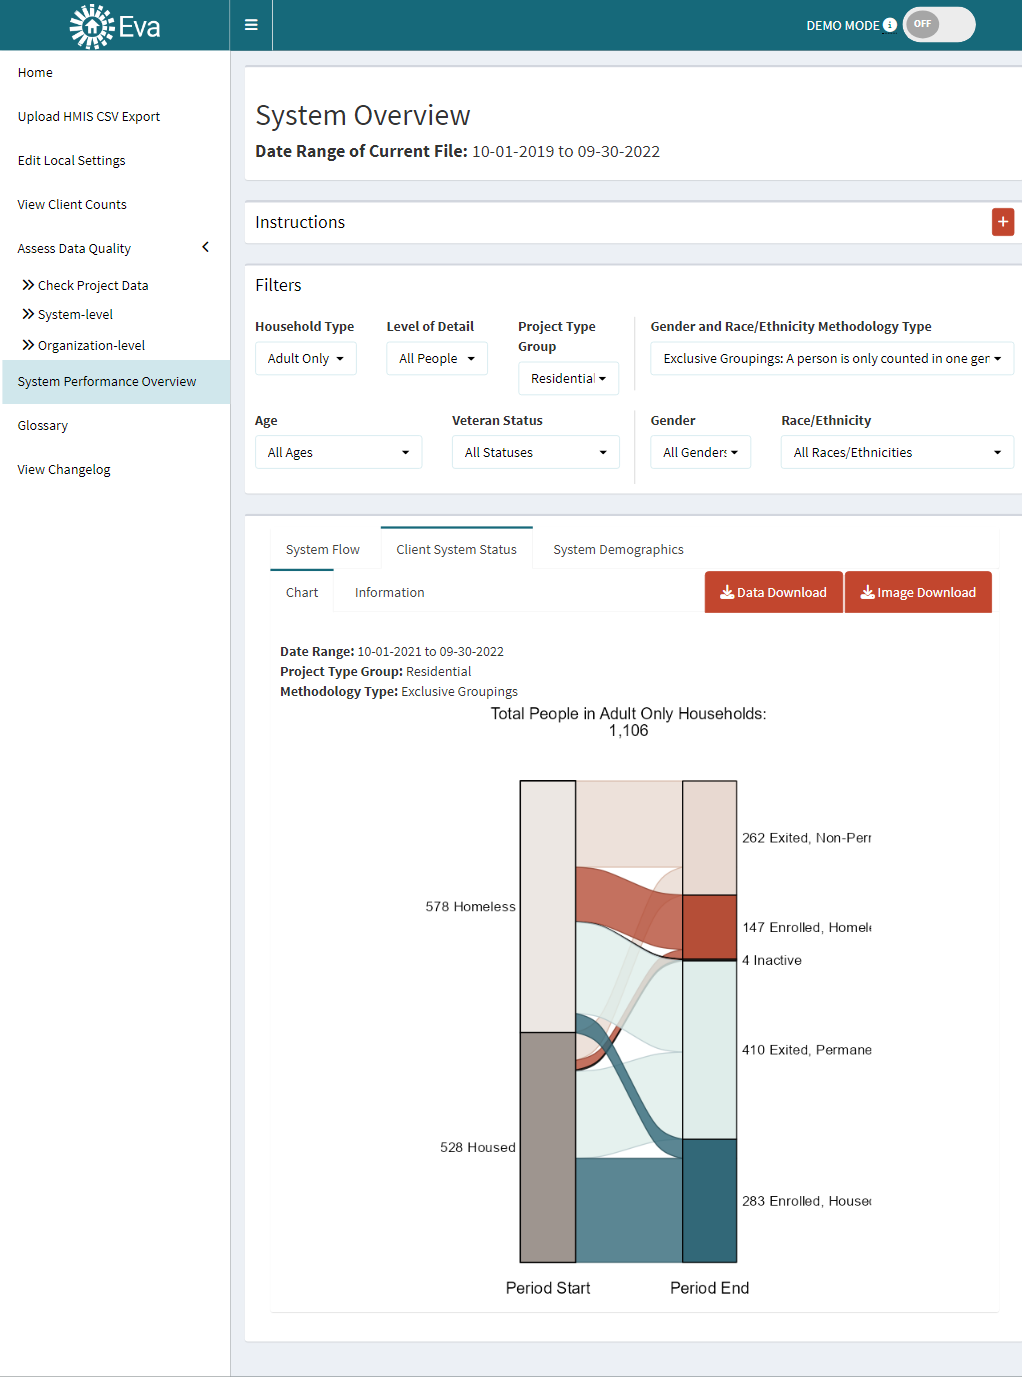 Eva
DEMO MODE
OFF
Home
Upload HMIS CSV Export
Edit Local Settings
View Client Counts
Assess Data Quality
Check Project Data
System-level
Organization-level
System Performance Overview
Glossary
View Changelog
System Overview
Date Range of Current File: 10-01-2019 to 09-30-2022
Instructions
Filters
Household Type
Adult Only
Level of Detail
All People
Project Type
Group
Residential
Gender and Race/Ethnicity Methodology Type
Exclusive Groupings: A person is only counted in one ger
Age
All Ages
Veteran Status
All Statuses
Gender
All Genders
Race/Ethnicity
All Races/Ethnicities
System Flow
Client System Status
System Demographics
Chart
Information
Data Download
Image Download
Date Range: 10-01-2021 to 09-30-2022
Project Type Group: Residential
Methodology Type: Exclusive Groupings
Total People in Adult Only Households:
1,106
578 Homeless
528 Housed
262 Exited, Non-Perr
147 Enrolled, Homel
4 Inactive
410 Exited, Permane
283 Enrolled, House
Period Start
Period End